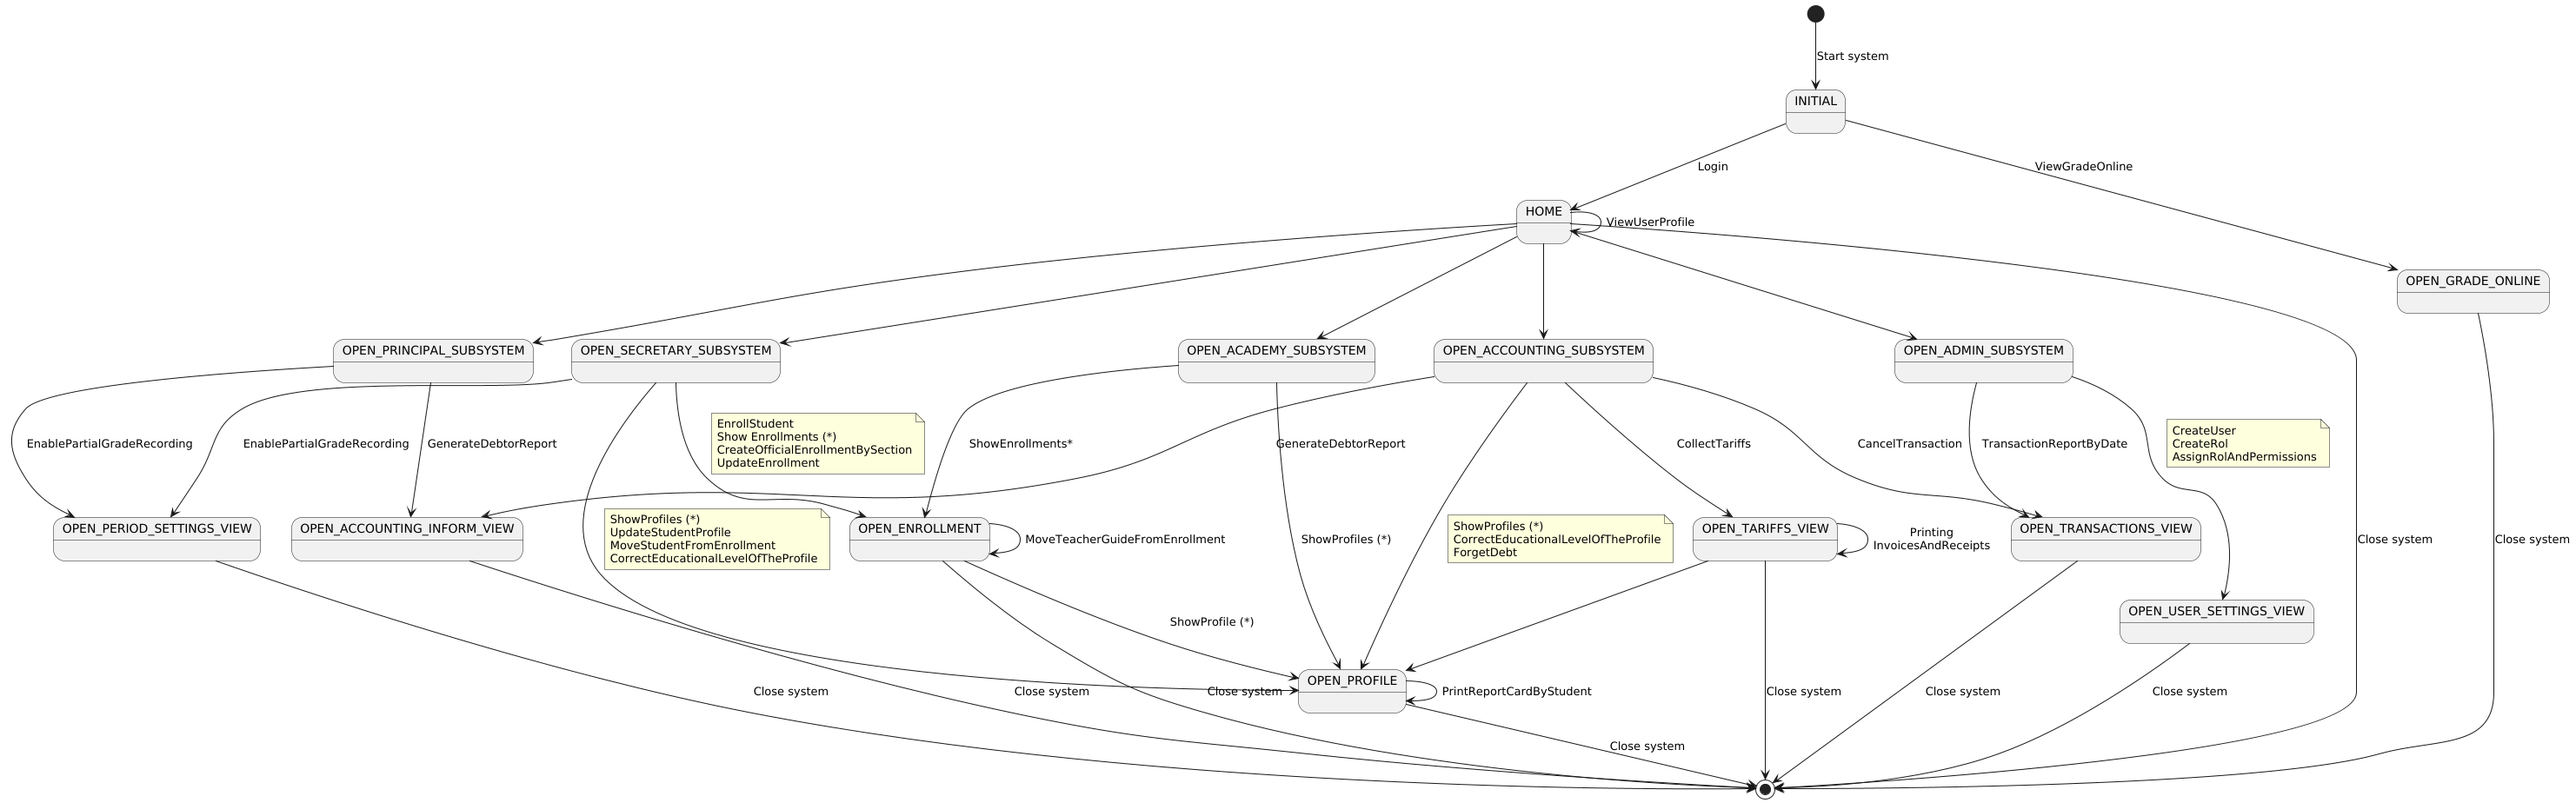 Start system
INITIAL
Login
ViewGradeOnline
HOME
ViewUserProfile
OPEN_GRADE_ONLINE
OPEN_PRINCIPAL_SUBSYSTEM
OPEN_SECRETARY_SUBSYSTEM
OPEN_ACADEMY_SUBSYSTEM
OPEN_ACCOUNTING_SUBSYSTEM
OPEN_ADMIN_SUBSYSTEM
EnablePartialGradeRecording
EnablePartialGradeRecording
GenerateDebtorReport
EnrollStudent
Show Enrollments (*)
CreateOfficialEnrollmentBySection
UpdateEnrollment
ShowEnrollments*
GenerateDebtorReport
CollectTariffs
CancelTransaction
TransactionReportByDate
CreateUser
CreateRol
AssignRolAndPermissions
OPEN_PERIOD_SETTINGS_VIEW
OPEN_ACCOUNTING_INFORM_VIEW
ShowProfiles (*)
UpdateStudentProfile
MoveStudentFromEnrollment
CorrectEducationalLevelOfTheProfile
OPEN_ENROLLMENT
MoveTeacherGuideFromEnrollment
ShowProfiles (*)
ShowProfiles (*)
CorrectEducationalLevelOfTheProfile
ForgetDebt
OPEN_TARIFFS_VIEW
Printing
InvoicesAndReceipts
OPEN_TRANSACTIONS_VIEW
Close system
Close system
OPEN_USER_SETTINGS_VIEW
ShowProfile (*)
OPEN_PROFILE
PrintReportCardByStudent
Close system
Close system
Close system
Close system
Close system
Close system
Close system